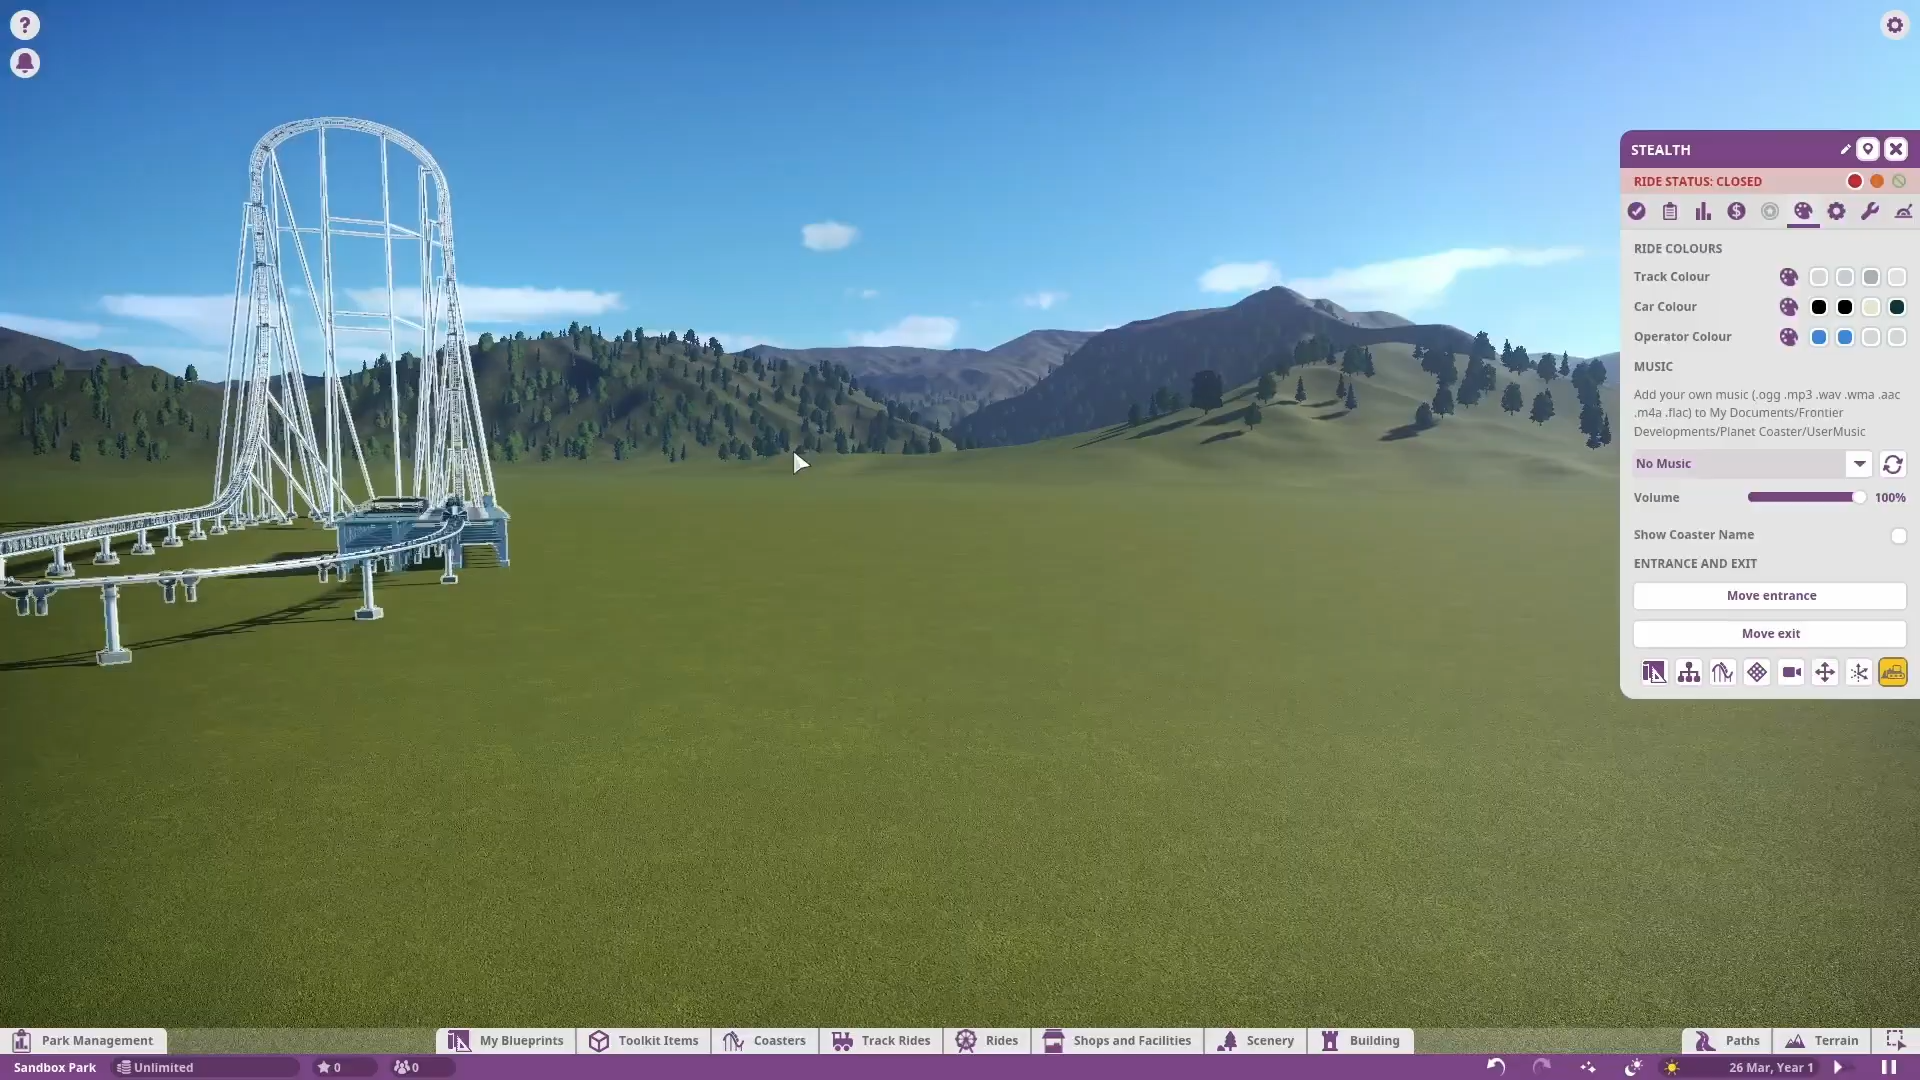 ?
STEALTH
RIDE STATUS: CLOSED
RIDE COLOURS
Track Colour
Car Colour
Operator Colour
MUSIC
Add your own music (.ogg .mp3 .wav .wma .aac
.m4a .flac) to My Documents/Frontier
Developments/Planet Coaster/UserMusic
No Music
Volume 100%
Show Coaster Name
ENTRANCE AND EXIT
Move entrance
Move exit
Park Management My Blueprints Toolkit Items Coasters Track Rides Rides Shops and Facilities Scenery Building Paths Terrain
Sandbox Park Unlimited 0 0 26 Mar, Year 1